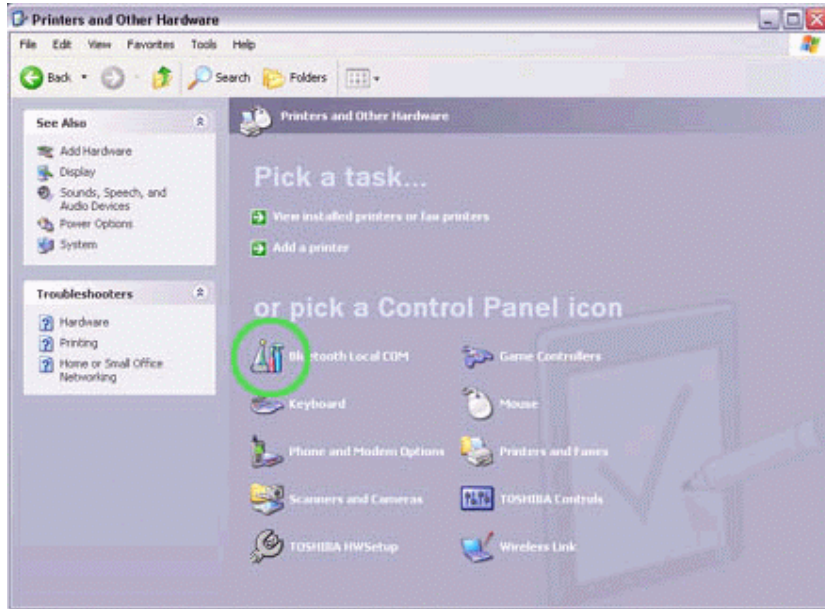 Printers and Other Hardware
File Edit View Favorites Tools Help
Back Search Folders
See Also
Add Hardware
Display
Sounds, Speech, and
Audio Devices
Power Options
System
Troubleshooters
Hardware
Printing
Home or Small Office
Networking
Printers and Other Hardware
Pick a task...
View installed printers or fax printers
Add a printer
or pick a Control Panel icon
Bluetooth Local COM Game Controllers
Keyboard Mouse
Phone and Modem Options Printers and Faxes
Scanners and Cameras TOSHIBA Controls
TOSHIBA HWSetup Wireless Link